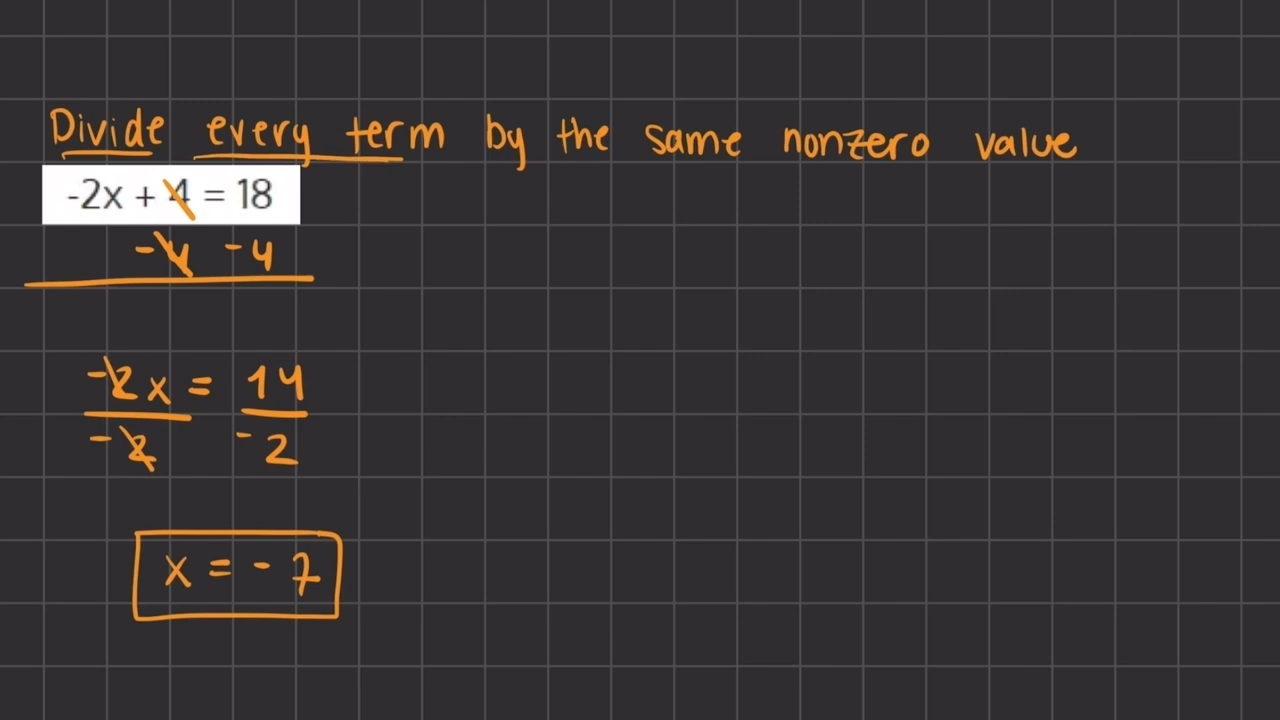 Divide every term by the same nonzero value
-2x + 4 = 18
-4 -4
-2x = 14
-2 -2
x = -7